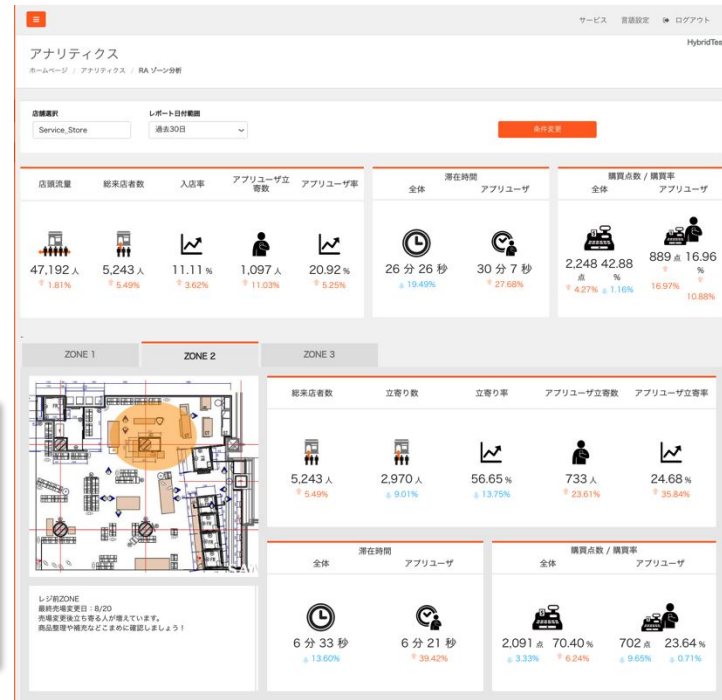 サービス 言語設定 ログアウト
HybridTes
アナリティクス
ホームページ / アナリティクス / RA ゾーン分析
店舗選択 レポート日付範囲
Service_Store 過去30日 条件変更
店頭流量 総来店者数 入店率 アプリユーザ立寄数 アプリユーザ率
47,192 人 5,243 人 11.11 % 1,097 人 20.92 %
1.81% 5.49% 3.62% 11.03% 5.25%
滞在時間
全体 アプリユーザ
26 分 26 秒 30 分 7 秒
19.49% 27.68%
購買点数 / 購買率
全体 アプリユーザ
2,248 点 42.88 % 889 点 16.96 %
4.27% 1.16% 16.97% 10.88%
ZONE 1 ZONE 2 ZONE 3
総来店者数 立寄り数 立寄り率 アプリユーザ立寄数 アプリユーザ立寄率
5,243 人 2,970 人 56.65 % 733 人 24.68 %
5.49% 9.01% 13.75% 23.61% 35.84%
レジ前ZONE
最終売場変更日:8/20
売場変更後立ち寄る人が増えています。
商品整理や補充などこまめに確認しましょう!
滞在時間
全体 アプリユーザ
6 分 33 秒 6 分 21 秒
13.60% 39.42%
購買点数 / 購買率
全体 アプリユーザ
2,091 点 70.40 % 702 点 23.64 %
3.33% 6.24% 9.65% 0.71%